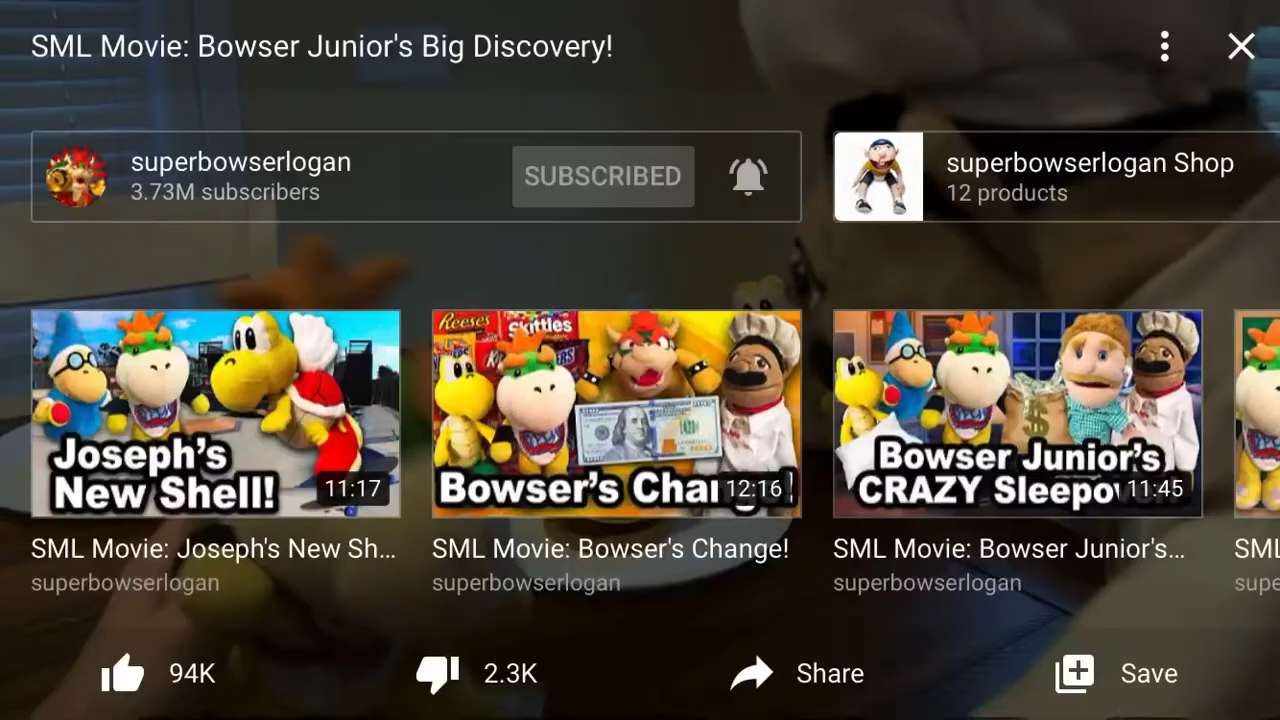 SML Movie: Bowser Junior's Big Discovery!
superbowserlogan
3.73M subscribers
SUBSCRIBED
superbowserlogan Shop
12 products
Joseph's
New Shell!
11:17
Reese's
Skittles
Bowser's Chan
12:16
Bowser Junior's
CRAZY Sleepov
11:45
SML Movie: Joseph's New Sh...
superbowserlogan
SML Movie: Bowser's Change!
superbowserlogan
SML Movie: Bowser Junior's...
superbowserlogan
SML
supe
94K
2.3K
Share
Save